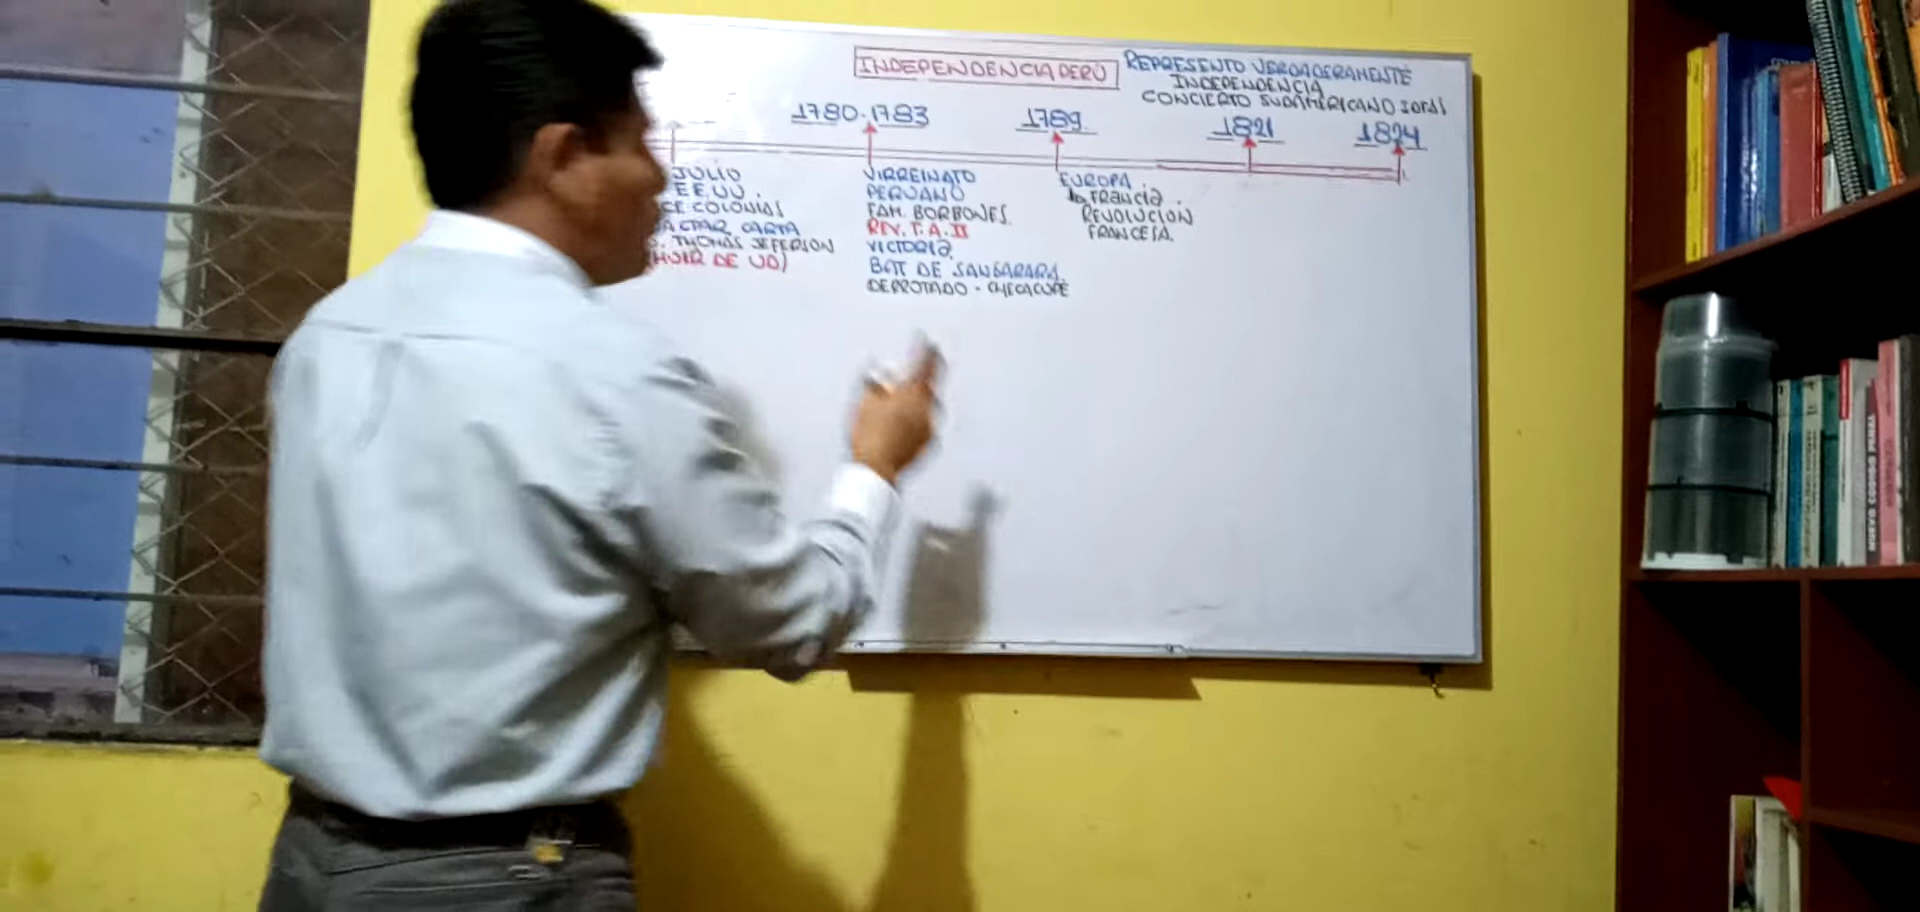 INDEPENDENCIA PERÚ
REPRESENTO VERDADERAMENTE
INDEPENDENCIA
CONCIERTO SUDAMERICANO
1780-1783
1789
1821
1824
JULIO
EE.UU.
CE COLONIAS
CARTA
THOMAS JEFERSON
DE UD)
VIRREINATO
PERUANO
FAM. BORBONES.
REV. T.A.II
VICTORIA
BAT DE SANGARARA
DERROTADO - CHECACUPE
EUROPA
FRANCIA.
REVOLUCION
FRANCESA.